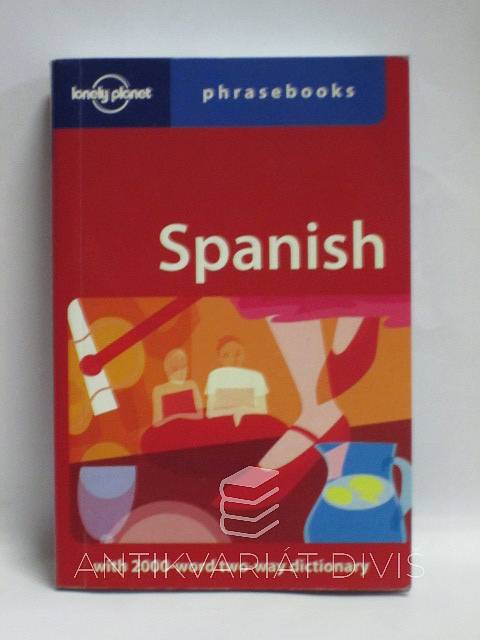 lonely planet
phrasebooks
Spanish
with 2000-word two-way dictionary
ANTIKVARIÁT DIVIS